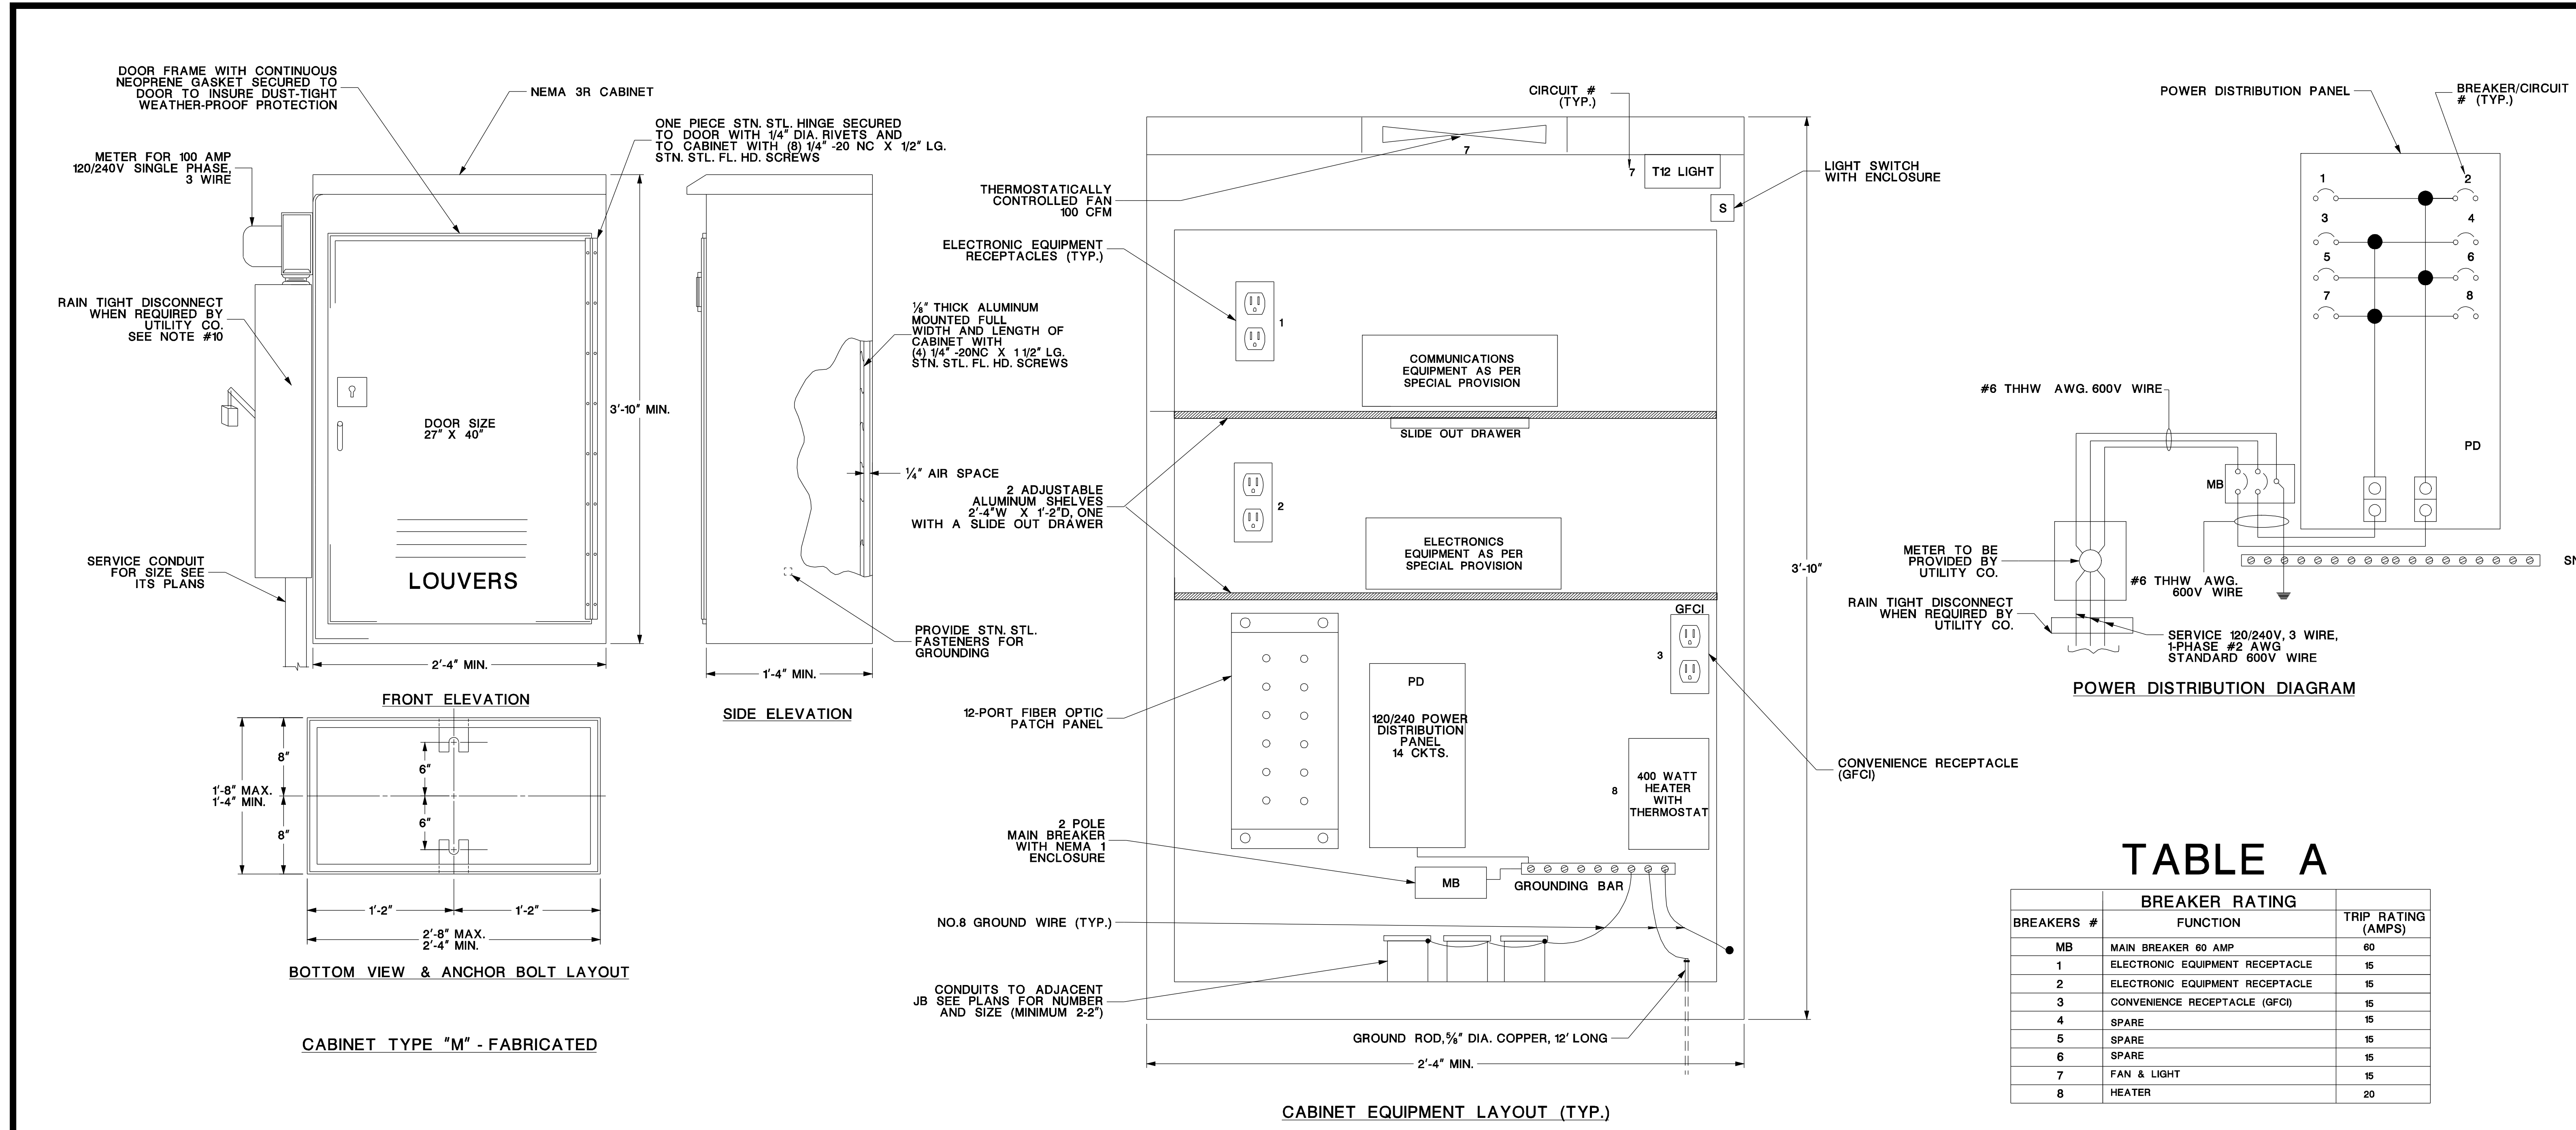 DOOR FRAME WITH CONTINUOUS
NEOPRENE GASKET SECURED TO
DOOR TO INSURE DUST-TIGHT
WEATHER-PROOF PROTECTION
NEMA 3R CABINET
ONE PIECE STN. STL. HINGE SECURED
TO DOOR WITH 1/4" DIA. RIVETS AND
TO CABINET WITH (8) 1/4" -20 NC X 1/2" LG.
STN. STL. FL. HD. SCREWS
METER FOR 100 AMP
120/240V SINGLE PHASE,
3 WIRE
RAIN TIGHT DISCONNECT
WHEN REQUIRED BY
UTILITY CO.
SEE NOTE #10
DOOR SIZE
27" X 40"
3'-10" MIN.
LOUVERS
SERVICE CONDUIT
FOR SIZE SEE
ITS PLANS
2'-4" MIN.
FRONT ELEVATION
⅛" THICK ALUMINUM
MOUNTED FULL
WIDTH AND LENGTH OF
CABINET WITH
(4) 1/4" -20NC X 1 1/2" LG.
STN. STL. FL. HD. SCREWS
¼" AIR SPACE
PROVIDE STN. STL.
FASTENERS FOR
GROUNDING
1'-4" MIN.
SIDE ELEVATION
8"
6"
1'-8" MAX.
1'-4" MIN.
6"
8"
1'-2"
1'-2"
2'-8" MAX.
2'-4" MIN.
BOTTOM VIEW & ANCHOR BOLT LAYOUT
CABINET TYPE "M" - FABRICATED
CIRCUIT #
(TYP.)
7
7
T12 LIGHT
LIGHT SWITCH
WITH ENCLOSURE
S
THERMOSTATICALLY
CONTROLLED FAN
100 CFM
ELECTRONIC EQUIPMENT
RECEPTACLES (TYP.)
1
COMMUNICATIONS
EQUIPMENT AS PER
SPECIAL PROVISION
SLIDE OUT DRAWER
2 ADJUSTABLE
ALUMINUM SHELVES
2'-4"W X 1'-2"D, ONE
WITH A SLIDE OUT DRAWER
2
ELECTRONICS
EQUIPMENT AS PER
SPECIAL PROVISION
3'-10"
GFCI
3
12-PORT FIBER OPTIC
PATCH PANEL
PD
120/240 POWER
DISTRIBUTION
PANEL
14 CKTS.
CONVENIENCE RECEPTACLE
(GFCI)
8
400 WATT
HEATER
WITH
THERMOSTAT
2 POLE
MAIN BREAKER
WITH NEMA 1
ENCLOSURE
MB
GROUNDING BAR
NO.8 GROUND WIRE (TYP.)
CONDUITS TO ADJACENT
JB SEE PLANS FOR NUMBER
AND SIZE (MINIMUM 2-2")
GROUND ROD, ⅝" DIA. COPPER, 12' LONG
2'-4" MIN.
CABINET EQUIPMENT LAYOUT (TYP.)
POWER DISTRIBUTION PANEL
BREAKER/CIRCUIT
# (TYP.)
1
2
3
4
5
6
7
8
#6 THHW AWG. 600V WIRE
PD
MB
METER TO BE
PROVIDED BY
UTILITY CO.
#6 THHW AWG.
600V WIRE
SN
RAIN TIGHT DISCONNECT
WHEN REQUIRED BY
UTILITY CO.
SERVICE 120/240V, 3 WIRE,
1-PHASE #2 AWG
STANDARD 600V WIRE
POWER DISTRIBUTION DIAGRAM
TABLE A
BREAKER RATING
BREAKERS # FUNCTION TRIP RATING (AMPS)
MB MAIN BREAKER 60 AMP 60
1 ELECTRONIC EQUIPMENT RECEPTACLE 15
2 ELECTRONIC EQUIPMENT RECEPTACLE 15
3 CONVENIENCE RECEPTACLE (GFCI) 15
4 SPARE 15
5 SPARE 15
6 SPARE 15
7 FAN & LIGHT 15
8 HEATER 20